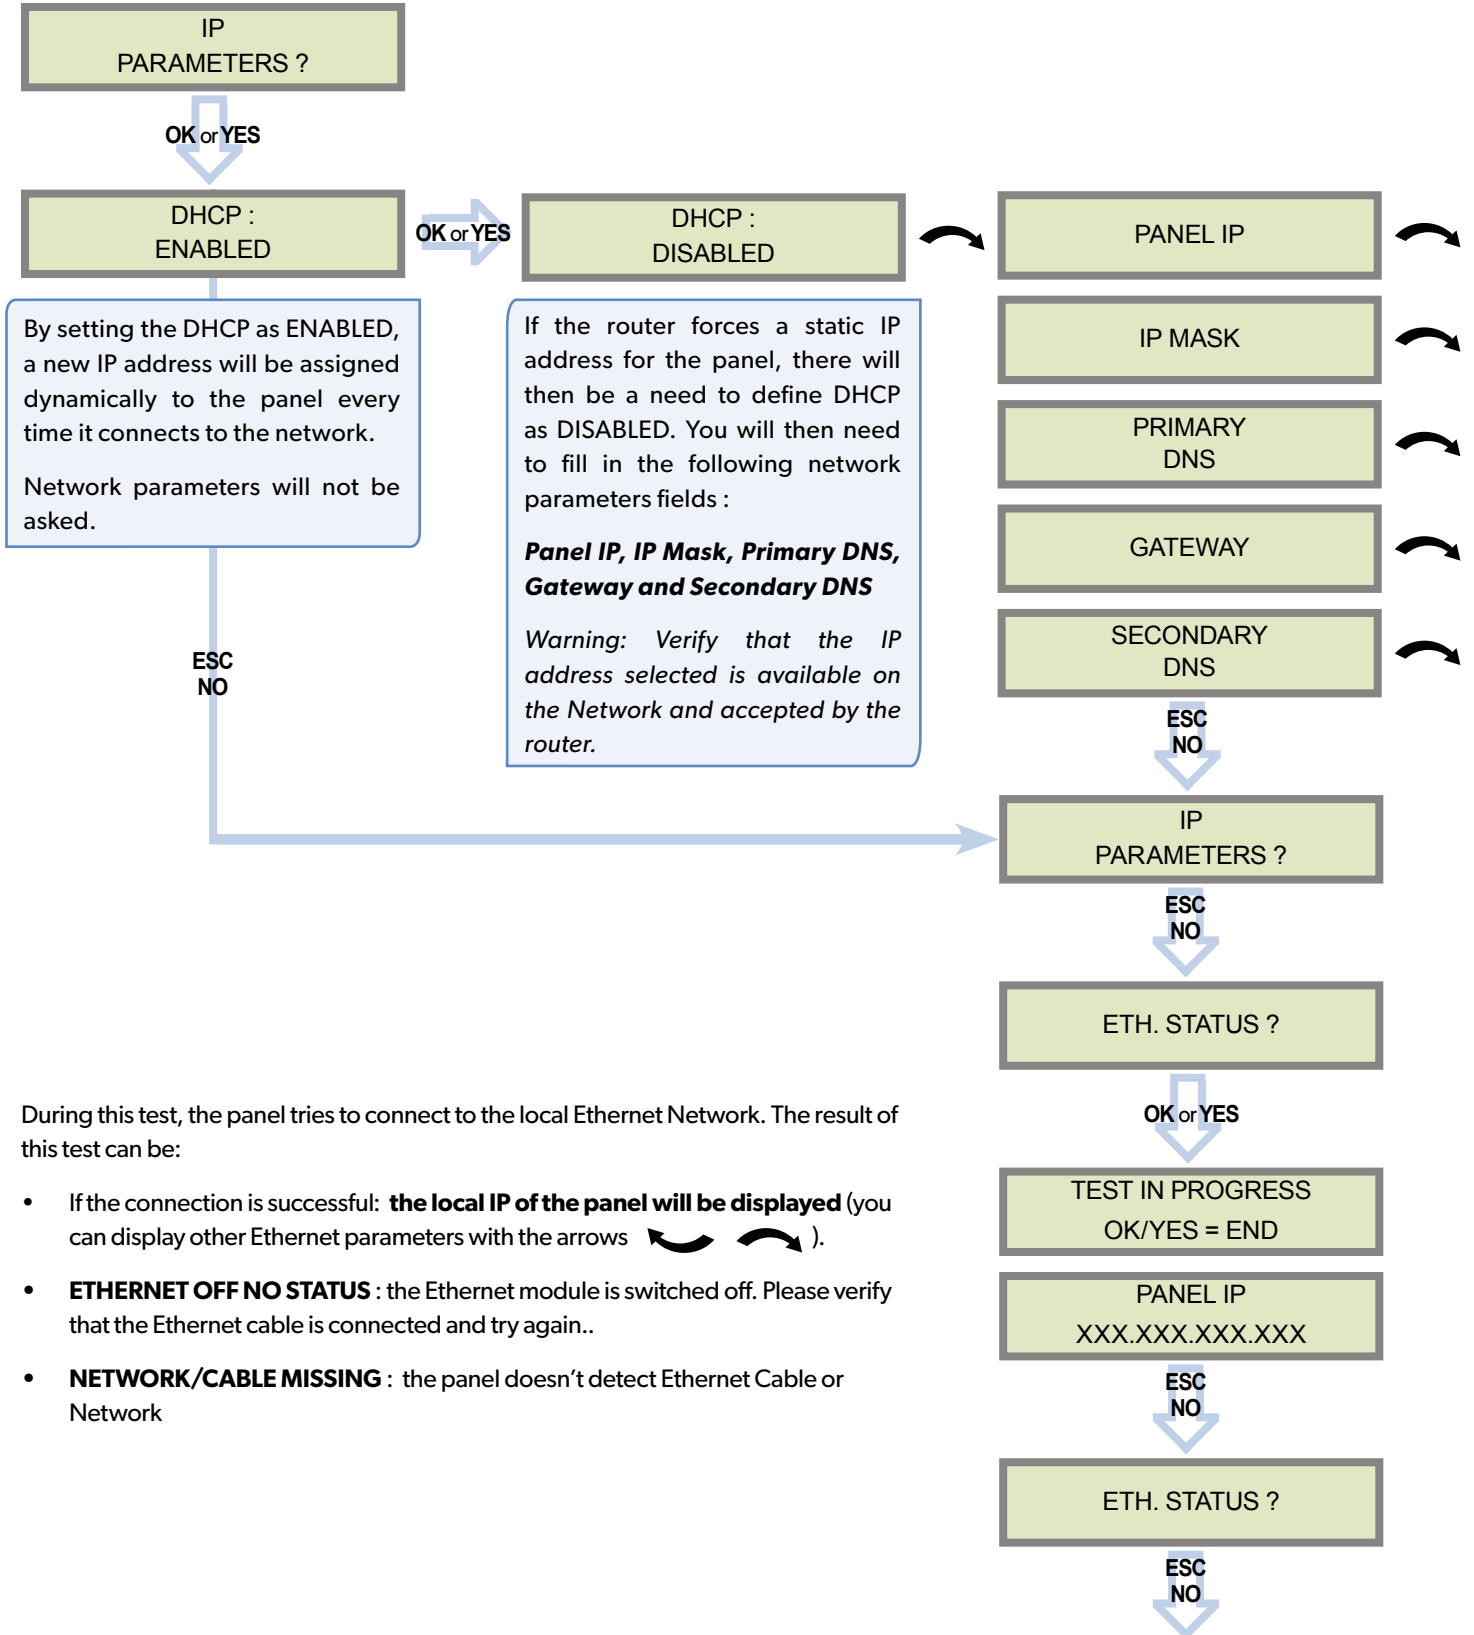 IP
PARAMETERS ?
OK or YES
DHCP :
ENABLED
OK or YES
DHCP :
DISABLED
PANEL IP
By setting the DHCP as ENABLED,
a new IP address will be assigned
dynamically to the panel every
time it connects to the network.
Network parameters will not be
asked.
If the router forces a static IP
address for the panel, there will
then be a need to define DHCP
as DISABLED. You will then need
to fill in the following network
parameters fields :
Panel IP, IP Mask, Primary DNS,
Gateway and Secondary DNS
Warning: Verify that the IP
address selected is available on
the Network and accepted by the
router.
IP MASK
PRIMARY
DNS
GATEWAY
SECONDARY
DNS
ESC
NO
ESC
NO
IP
PARAMETERS ?
ESC
NO
ETH. STATUS ?
OK or YES
TEST IN PROGRESS
OK/YES = END
PANEL IP
XXX.XXX.XXX.XXX
ESC
NO
ETH. STATUS ?
ESC
NO
During this test, the panel tries to connect to the local Ethernet Network. The result of
this test can be:
• If the connection is successful: the local IP of the panel will be displayed (you
can display other Ethernet parameters with the arrows ).
• ETHERNET OFF NO STATUS : the Ethernet module is switched off. Please verify
that the Ethernet cable is connected and try again..
• NETWORK/CABLE MISSING : the panel doesn't detect Ethernet Cable or
Network